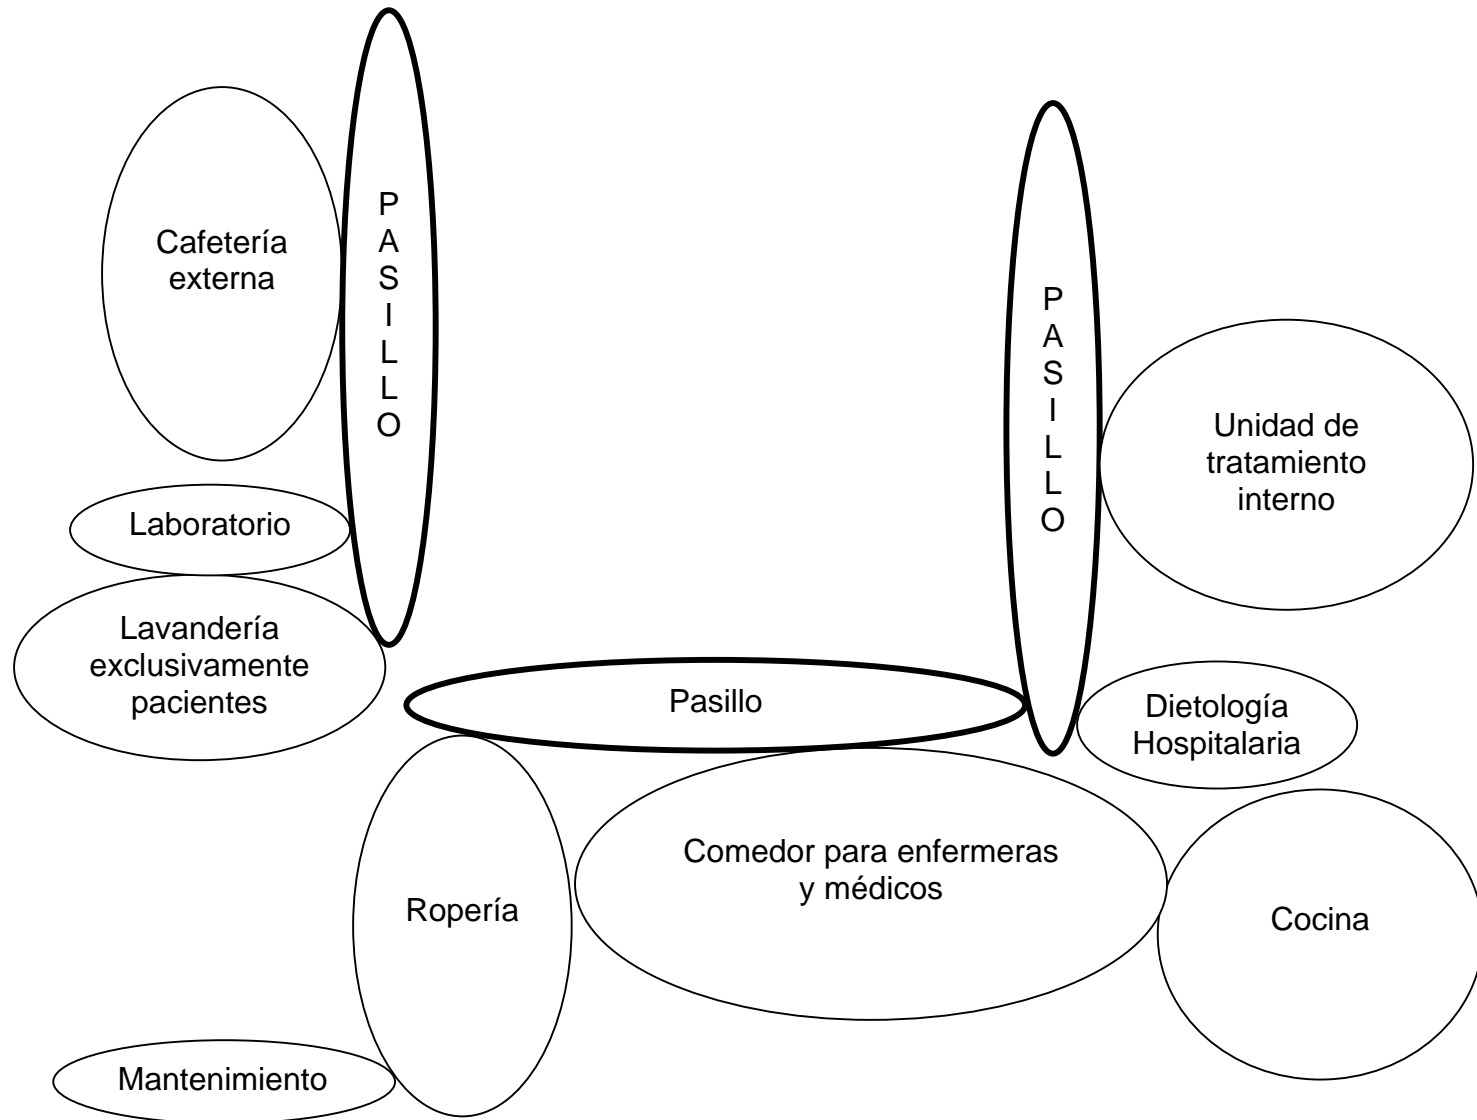 P
A
S
I
L
L
O
Cafetería
externa
P
A
S
I
L
L
O
Unidad de
tratamiento
interno
Laboratorio
Lavandería
exclusivamente
pacientes
Pasillo
Dietología
Hospitalaria
Comedor para enfermeras
y médicos
Ropería
Cocina
Mantenimiento